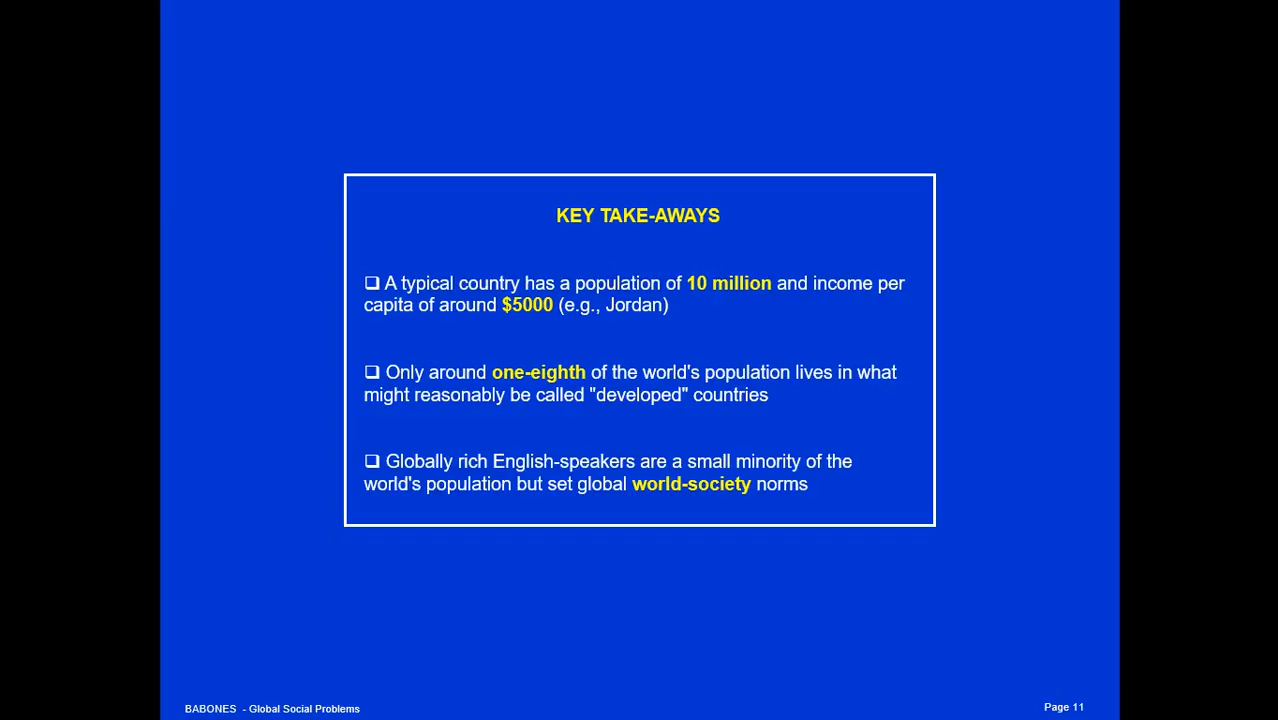 KEY TAKE-AWAYS
❑ A typical country has a population of 10 million and income per
capita of around $5000 (e.g., Jordan)
❑ Only around one-eighth of the world's population lives in what
might reasonably be called "developed" countries
❑ Globally rich English-speakers are a small minority of the
world's population but set global world-society norms
BABONES - Global Social Problems
Page 11